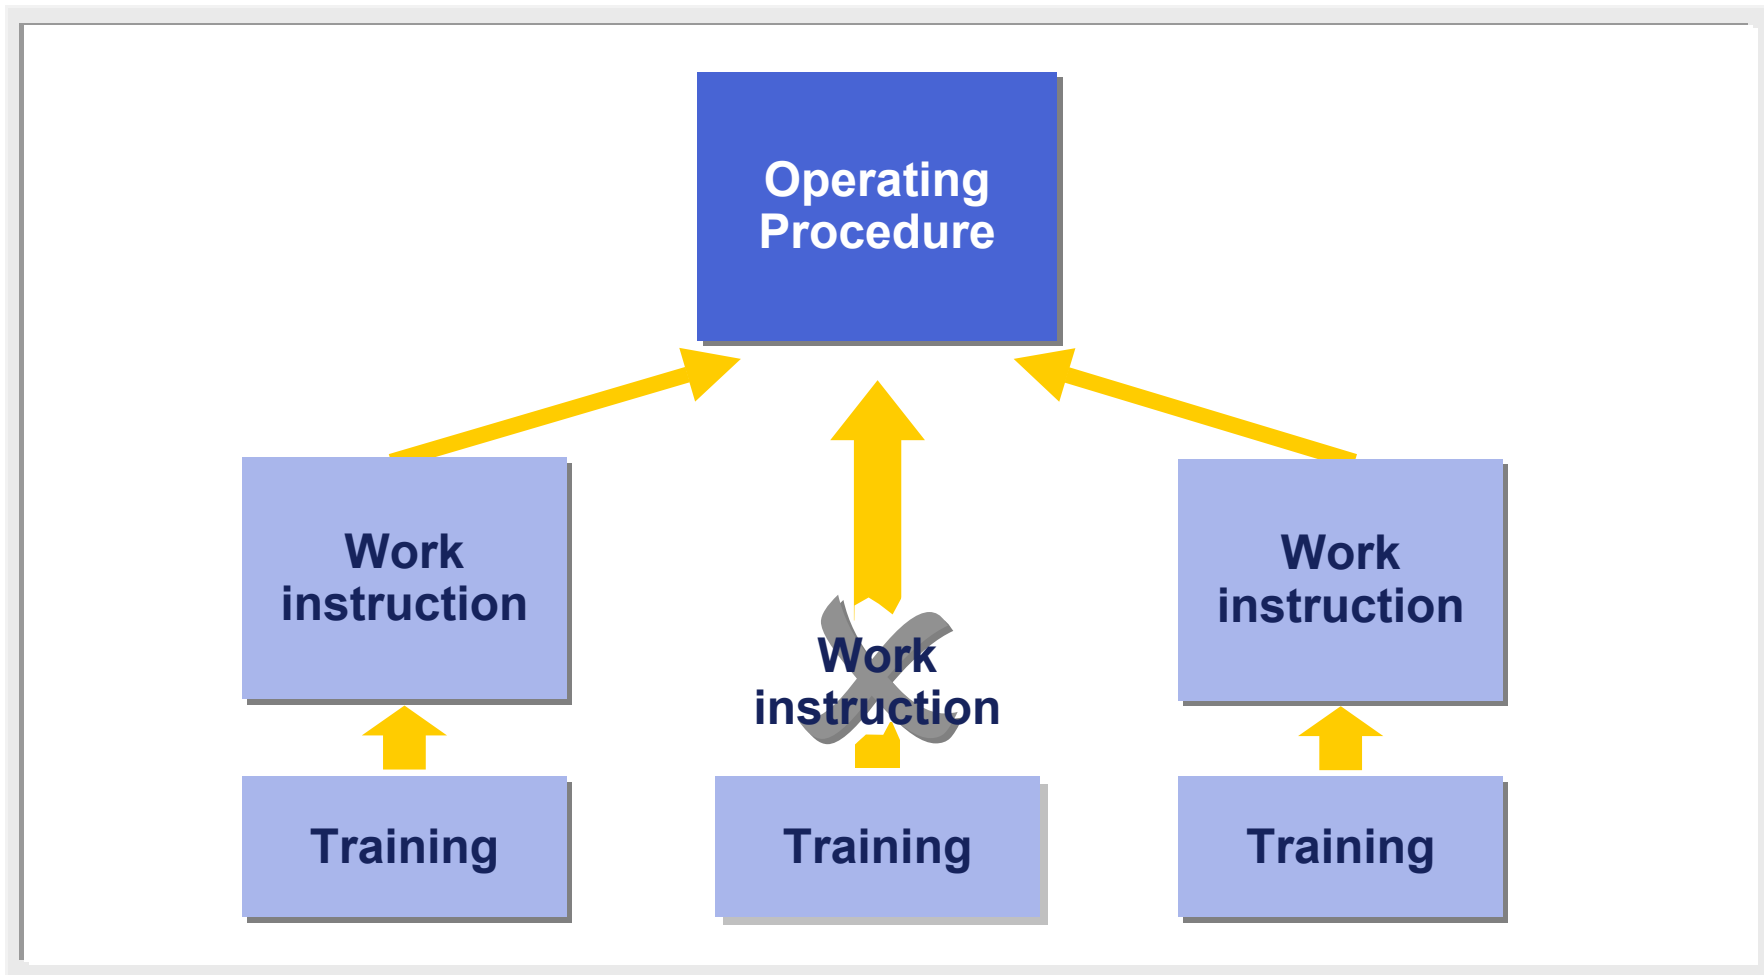 Operating
Procedure
Work
instruction
Work
instruction
Work
instruction
Training
Training
Training